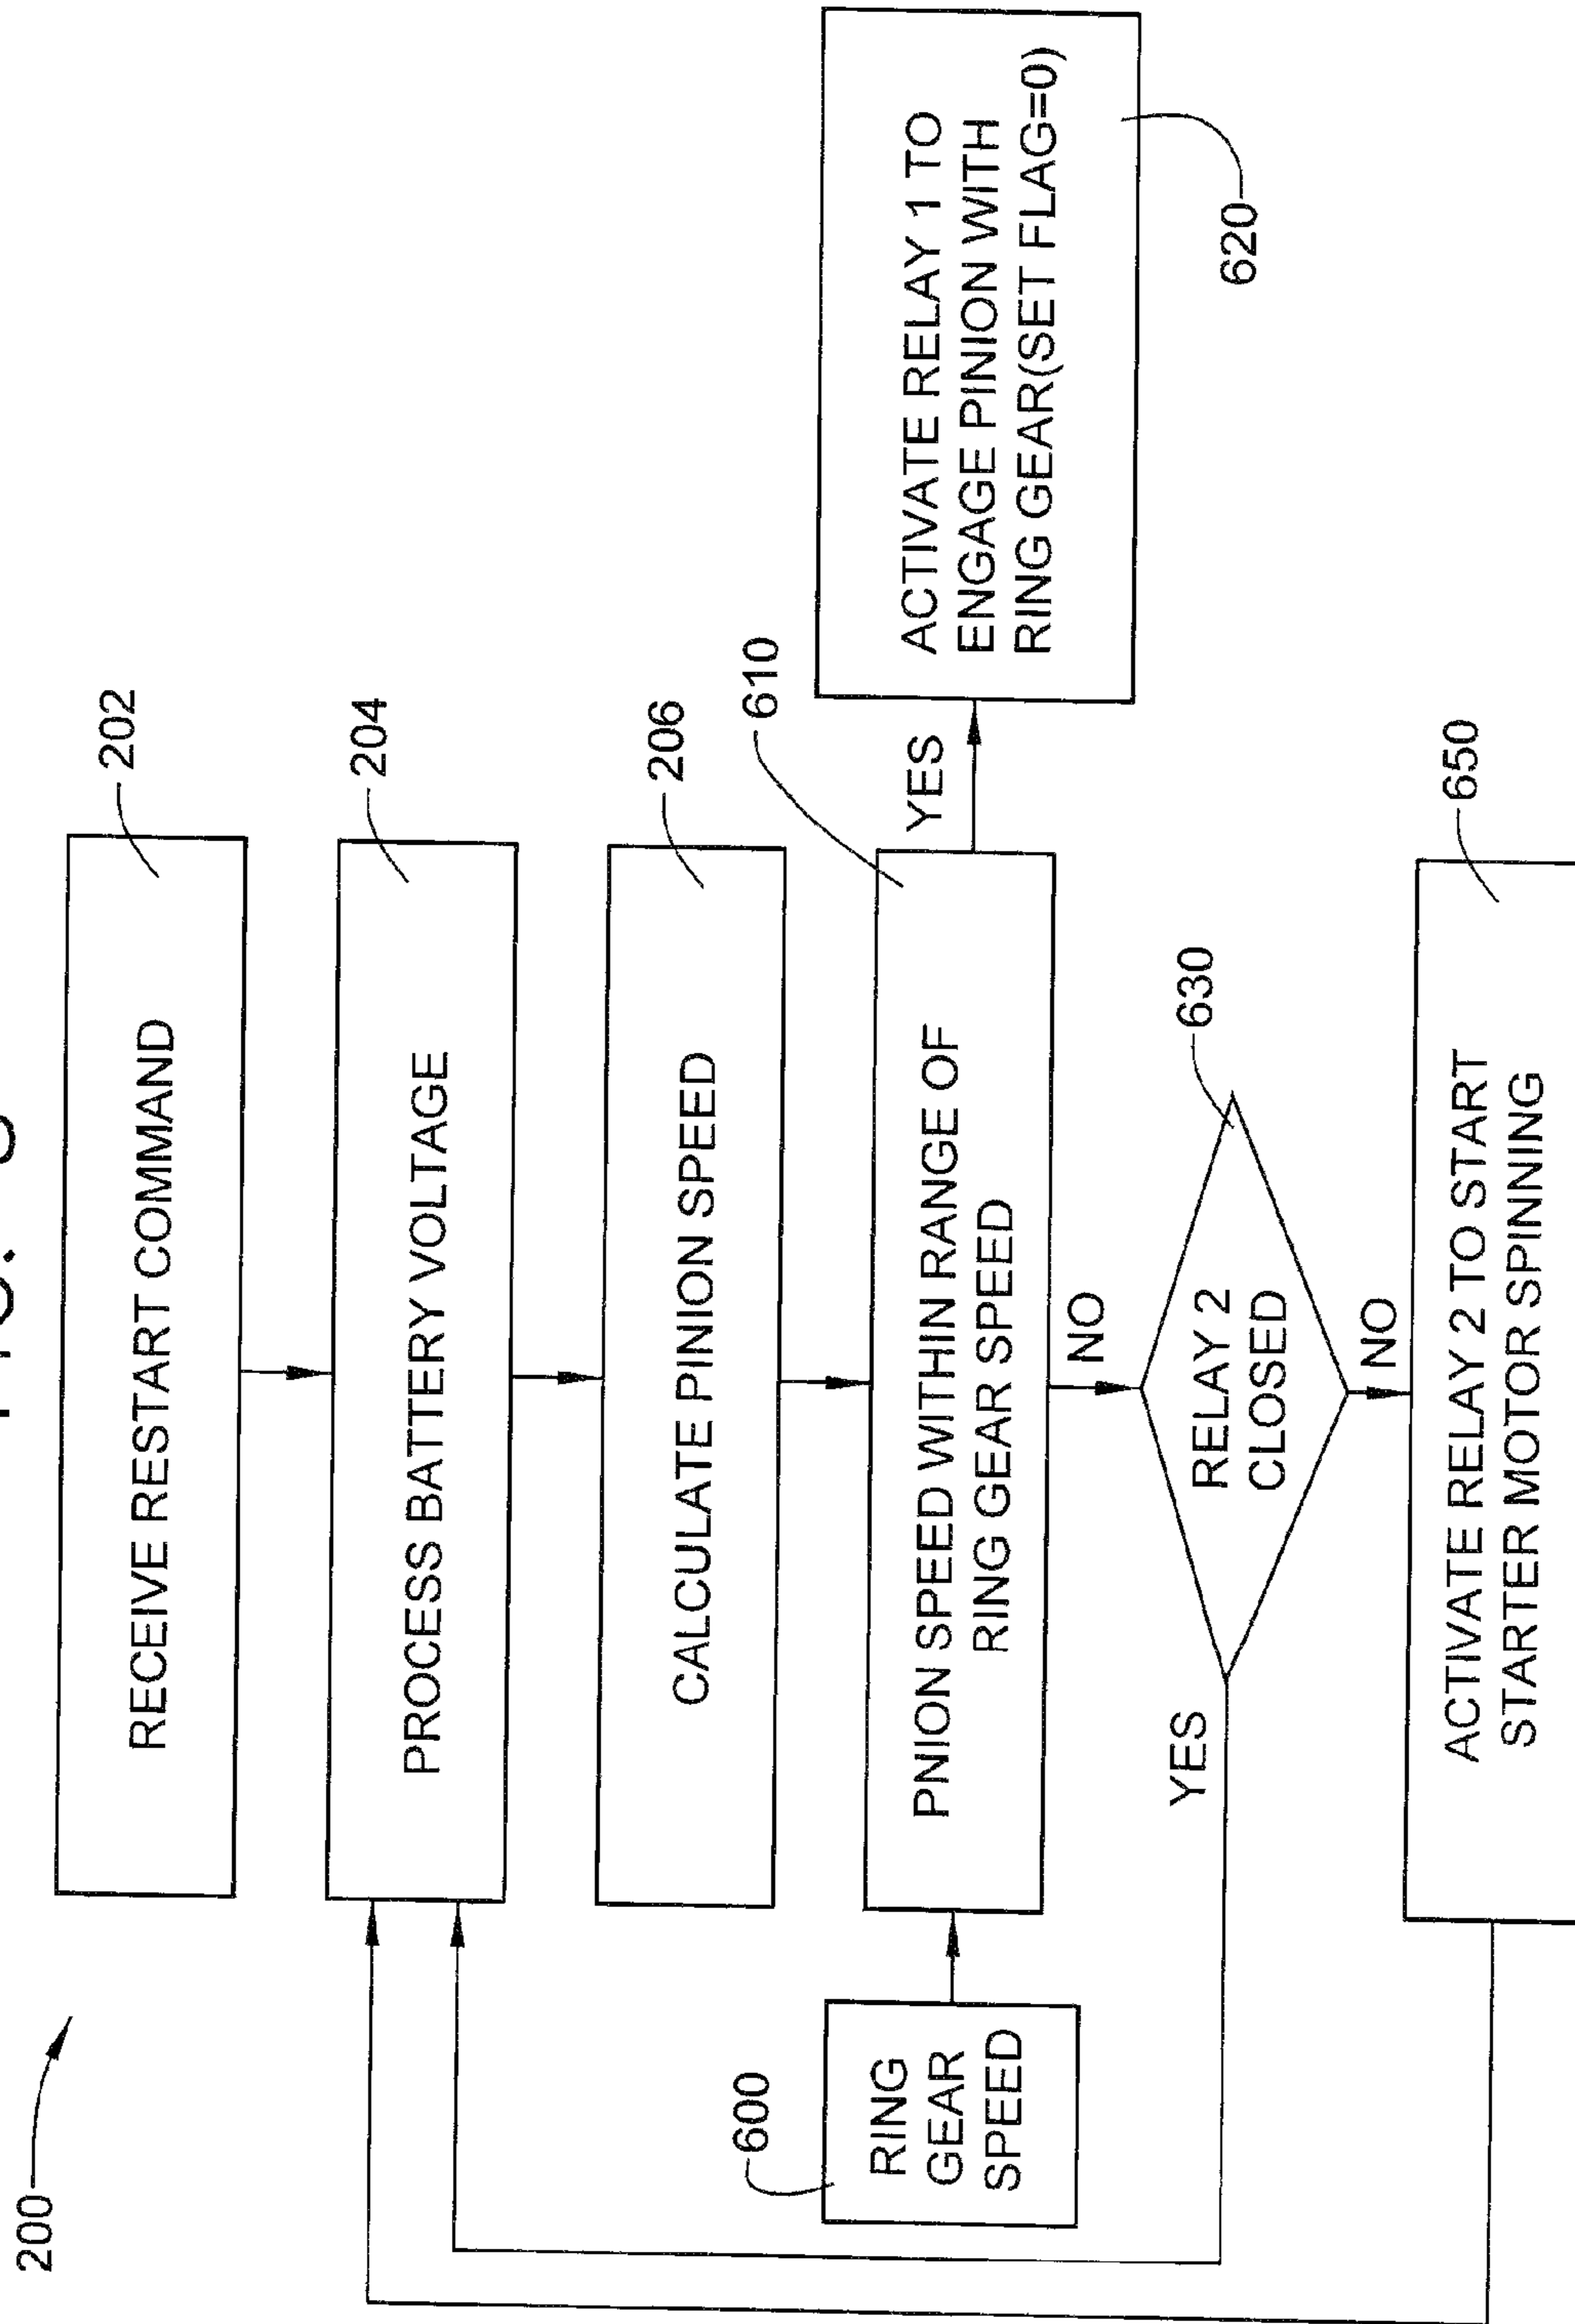 200
RECEIVE RESTART COMMAND
202
PROCESS BATTERY VOLTAGE
204
CALCULATE PINION SPEED
206
600
RING
GEAR
SPEED
PNION SPEED WITHIN RANGE OF
RING GEAR SPEED
610
YES
ACTIVATE RELAY 1 TO
ENGAGE PINION WITH
RING GEAR(SET FLAG=0)
620
NO
RELAY 2
CLOSED
630
YES
NO
ACTIVATE RELAY 2 TO START
STARTER MOTOR SPINNING
650